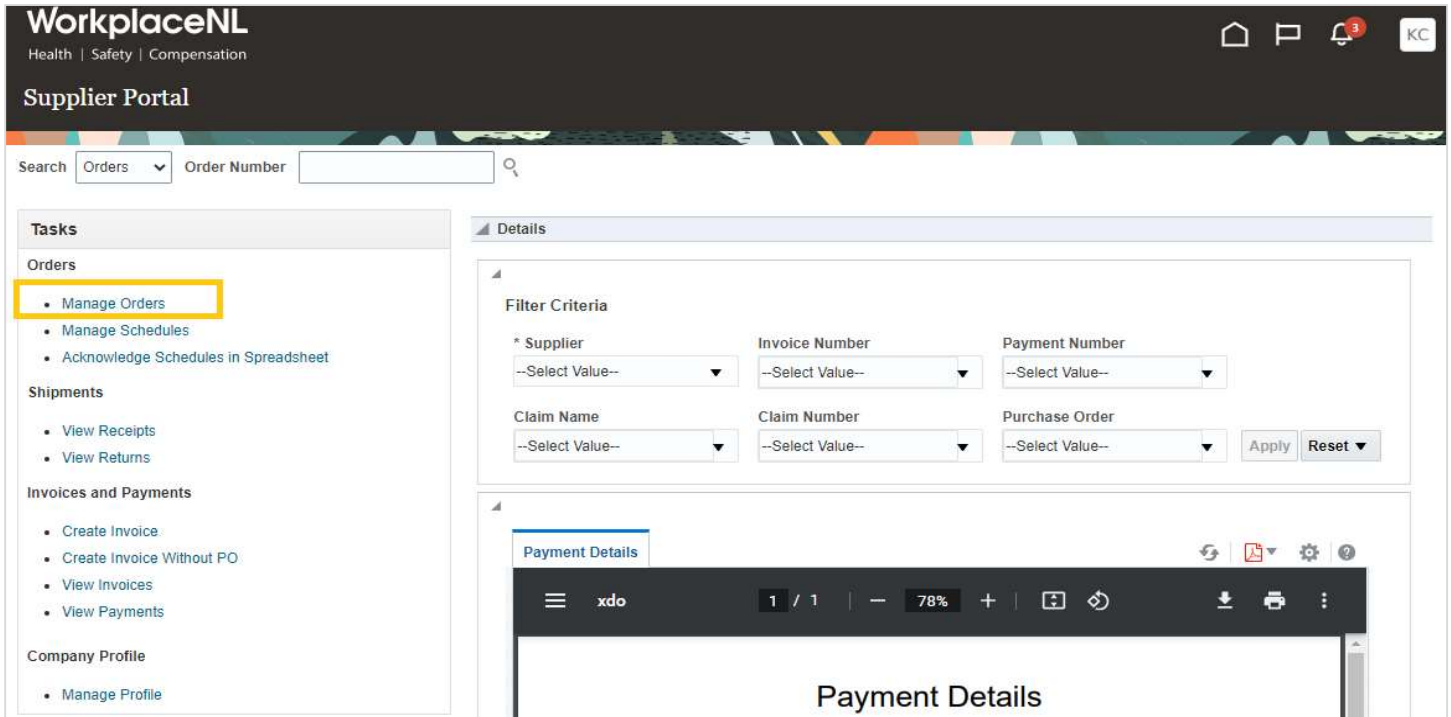 WorkplaceNL
Health | Safety | Compensation
3
KC
Supplier Portal
Search Orders Order Number
Tasks
Orders
• Manage Orders
• Manage Schedules
• Acknowledge Schedules in Spreadsheet
Shipments
• View Receipts
• View Returns
Invoices and Payments
• Create Invoice
• Create Invoice Without PO
• View Invoices
• View Payments
Company Profile
• Manage Profile
Details
Filter Criteria
* Supplier Invoice Number Payment Number
--Select Value-- --Select Value-- --Select Value--
Claim Name Claim Number Purchase Order
--Select Value-- --Select Value-- --Select Value-- Apply Reset
Payment Details
xdo 1 / 1 | — 78% + |
Payment Details